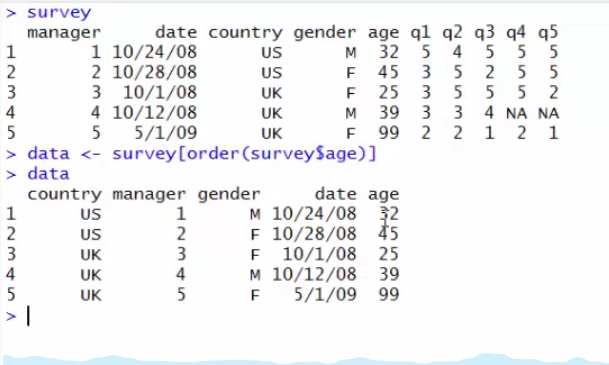 > survey
manager date country gender age q1 q2 q3 q4 q5
1 1 10/24/08 US M 32 5 4 5 5 5
2 2 10/28/08 US F 45 3 5 2 5 5
3 3 10/1/08 UK F 25 3 5 5 5 2
4 4 10/12/08 UK M 39 3 3 4 NA NA
5 5 5/1/09 UK F 99 2 2 1 2 1
> data <- survey[order(survey$age)]
> data
country manager gender date age
1 US 1 M 10/24/08 32
2 US 2 F 10/28/08 45
3 UK 3 F 10/1/08 25
4 UK 4 M 10/12/08 39
5 UK 5 F 5/1/09 99
>